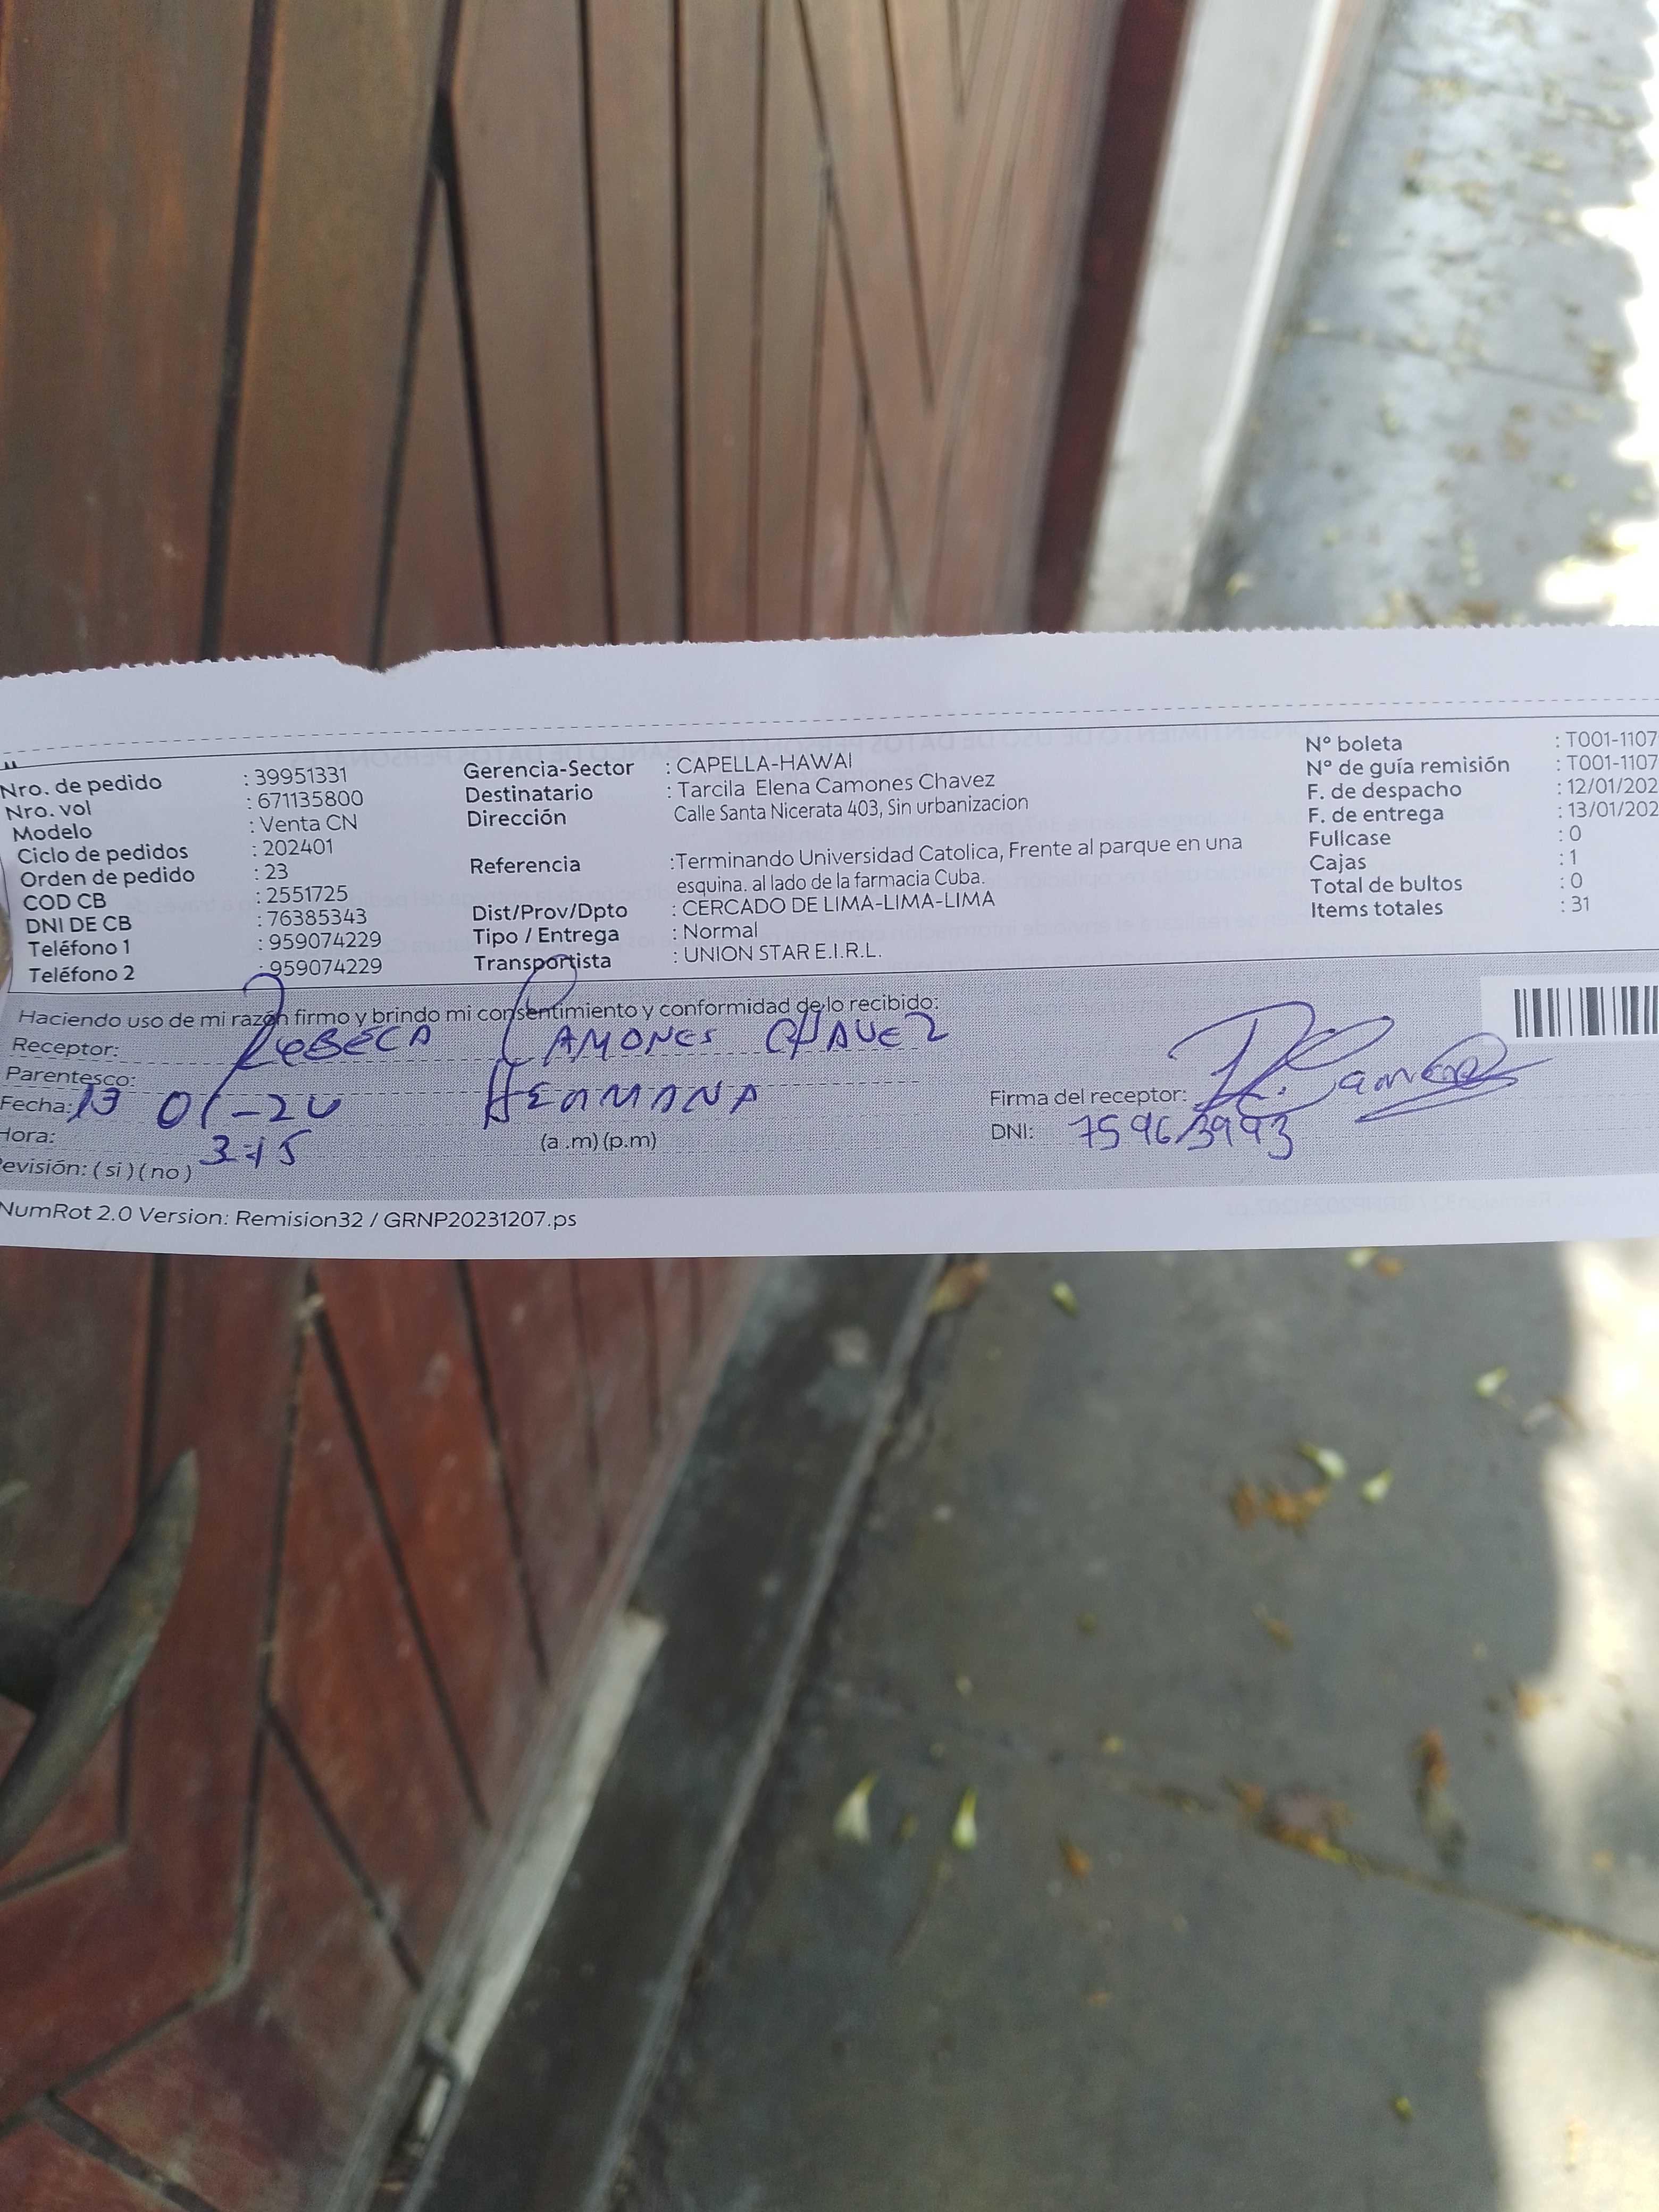 Nro. de pedido : 39951331
Nro. vol : 671135800
Modelo : Venta CN
Ciclo de pedidos : 202401
Orden de pedido : 23
COD CB : 2551725
DNI DE CB : 76385343
Teléfono 1 : 959074229
Teléfono 2 : 959074229
Gerencia-Sector : CAPELLA-HAWAI
Destinatario : Tarcila Elena Camones Chavez
Dirección Calle Santa Nicerata 403, Sin urbanizacion
Referencia :Terminando Universidad Catolica, Frente al parque en una
esquina. al lado de la farmacia Cuba.
Dist/Prov/Dpto : CERCADO DE LIMA-LIMA-LIMA
Tipo / Entrega : Normal
Transportista : UNION STAR E.I.R.L.
N° boleta : T001-1107
N° de guía remisión : T001-1107
F. de despacho : 12/01/202
F. de entrega : 13/01/202
Fullcase : 0
Cajas : 1
Total de bultos : 0
Items totales : 31
Haciendo uso de mi razón firmo y brindo mi consentimiento y conformidad de lo recibido:
Receptor: REBECA CAMONES CHAVEZ
Parentesco: HERMANA
Fecha: 13 01-24
Hora: 3:15 (a .m) (p.m)
evisión: ( si ) ( no )
Firma del receptor: R. Camones
DNI: 75963993
NumRot 2.0 Version: Remision32 / GRNP20231207.ps